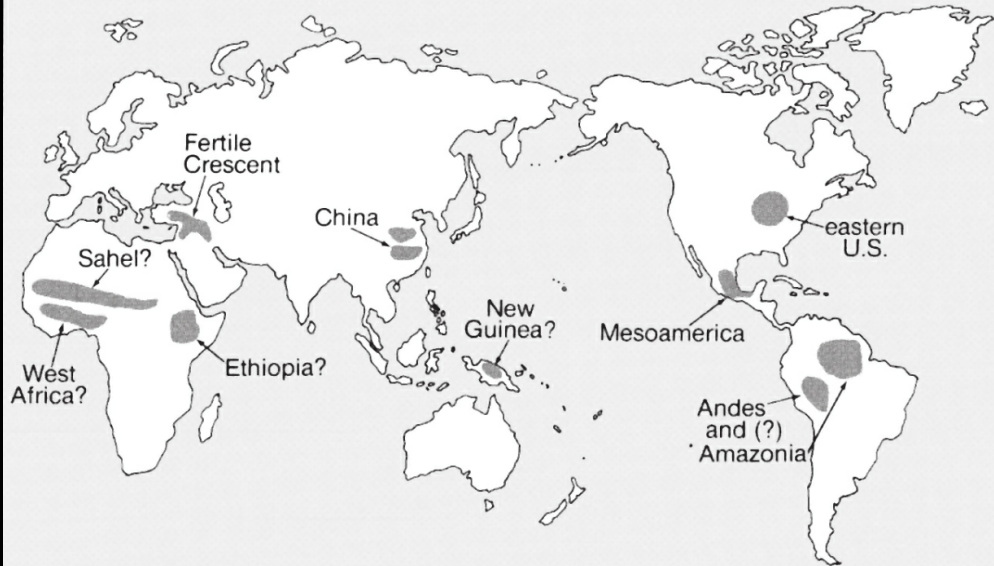 Fertile
Crescent
China
Sahel?
eastern
U.S.
New
Guinea?
Mesoamerica
West
Africa?
Ethiopia?
Andes
and (?)
Amazonia